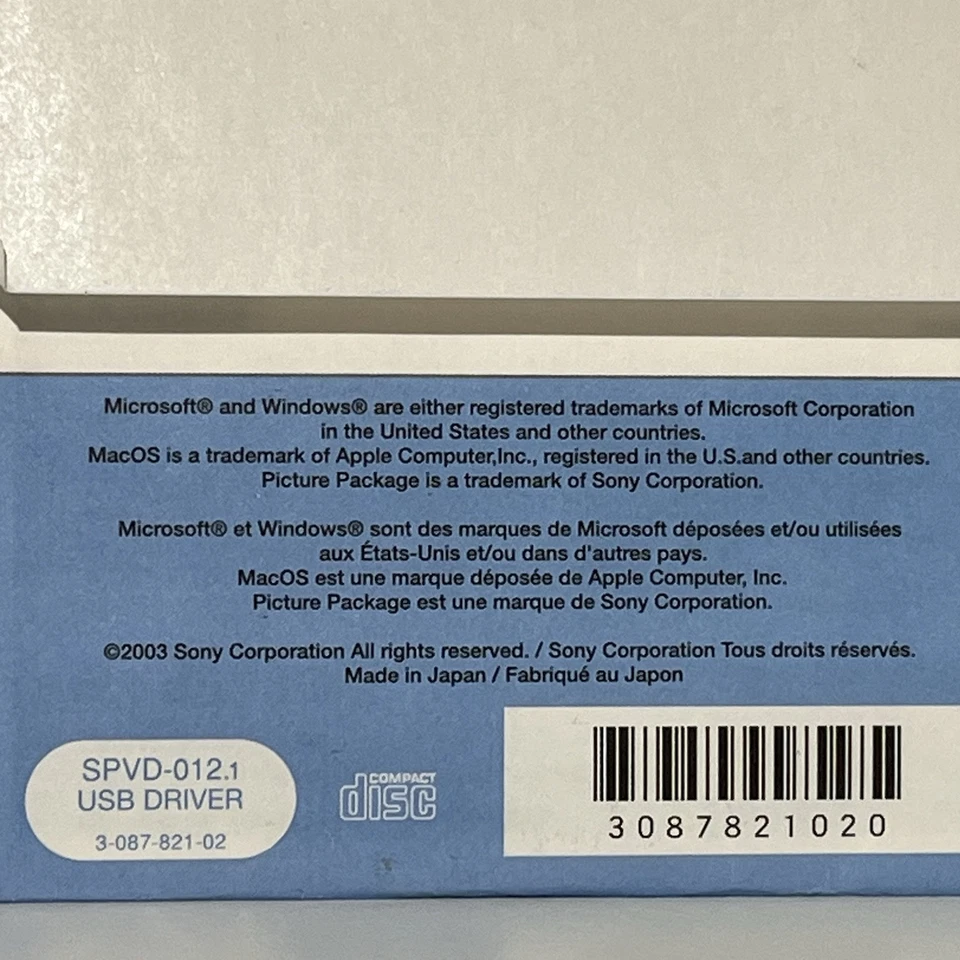 Microsoft® and Windows® are either registered trademarks of Microsoft Corporation
in the United States and other countries.
MacOS is a trademark of Apple Computer,Inc., registered in the U.S.and other countries.
Picture Package is a trademark of Sony Corporation.
Microsoft® et Windows® sont des marques de Microsoft déposées et/ou utilisées
aux États-Unis et/ou dans d'autres pays.
MacOS est une marque déposée de Apple Computer, Inc.
Picture Package est une marque de Sony Corporation.
©2003 Sony Corporation All rights reserved. / Sony Corporation Tous droits réservés.
Made in Japan / Fabriqué au Japon
SPVD-012.1
USB DRIVER
3-087-821-02
COMPACT
disc
3087821020